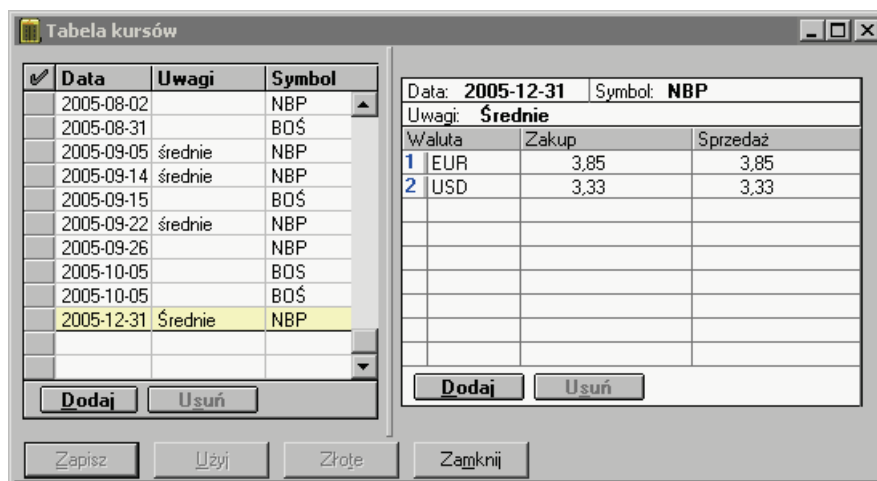 Tabela kursów
Data Uwagi Symbol
2005-08-02 NBP
2005-08-31 BOŚ
2005-09-05 średnie NBP
2005-09-14 średnie NBP
2005-09-15 BOŚ
2005-09-22 średnie NBP
2005-09-26 NBP
2005-10-05 BOS
2005-10-05 BOŚ
2005-12-31 Średnie NBP
Dodaj Usuń
Data: 2005-12-31 Symbol: NBP
Uwagi: Średnie
Waluta Zakup Sprzedaż
1 EUR 3,85 3,85
2 USD 3,33 3,33
Dodaj Usuń
Zapisz Użyj Złote Zamknij